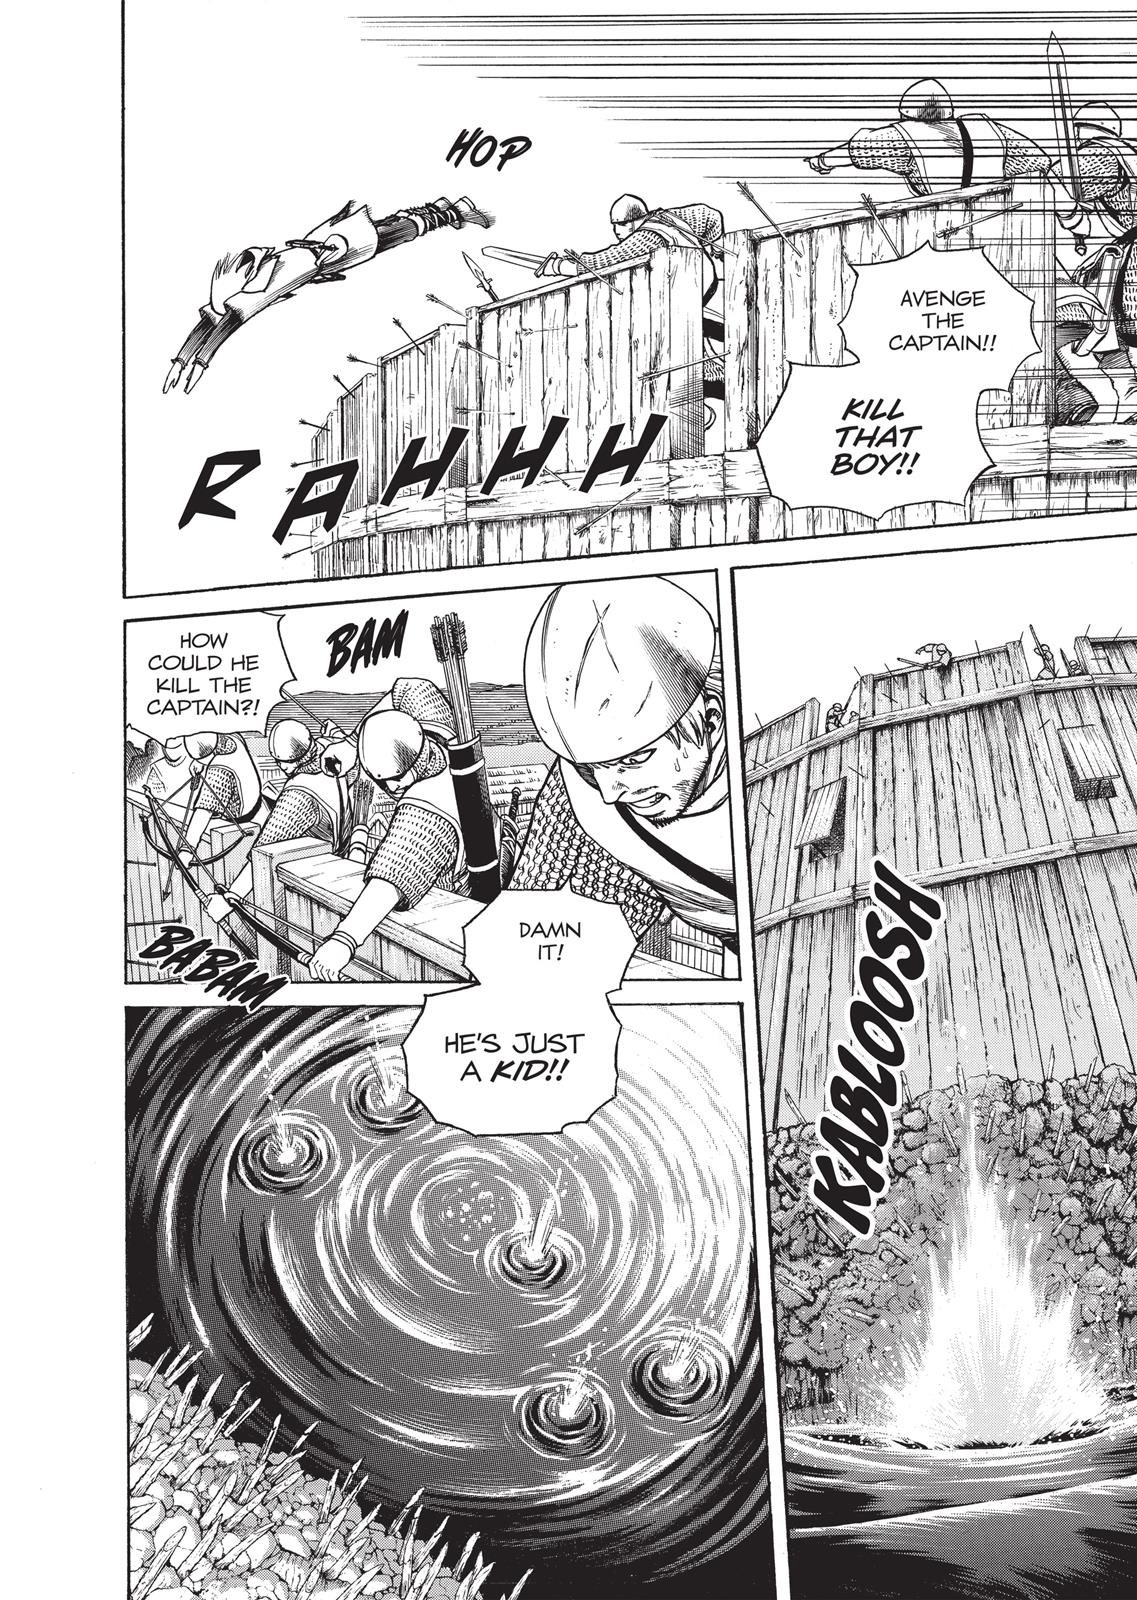 HOP
AVENGE
THE
CAPTAIN!!
KILL
THAT
BOY!!
RAHHH
KABLOOSH
BAM
HOW
COULD HE
KILL THE
CAPTAIN?!
BABAM
DAMN
IT!
HE'S JUST
A KID!!